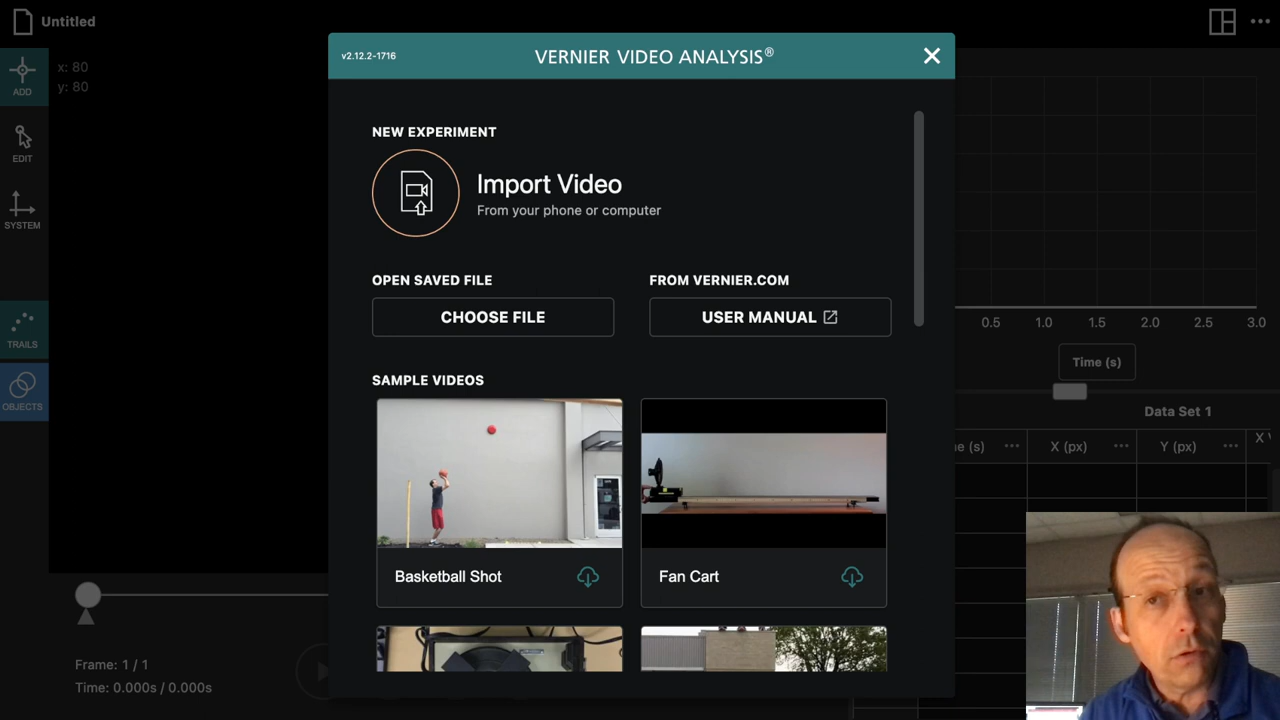 Untitled
v2.12.2-1716
VERNIER VIDEO ANALYSIS®
x: 80
y: 80
ADD
EDIT
SYSTEM
TRAILS
OBJECTS
NEW EXPERIMENT
Import Video
From your phone or computer
OPEN SAVED FILE
CHOOSE FILE
FROM VERNIER.COM
USER MANUAL
SAMPLE VIDEOS
Basketball Shot
Fan Cart
Frame: 1 / 1
Time: 0.000s / 0.000s
0.5 1.0 1.5 2.0 2.5 3.0
Time (s)
Data Set 1
e (s) X (px) Y (px) X